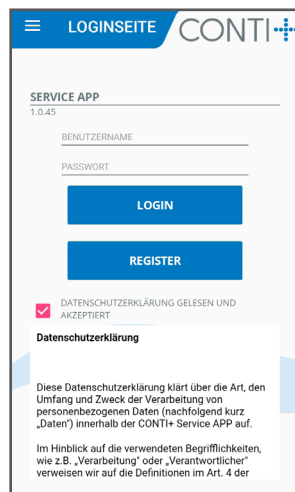 LOGINSEITE
CONTI+
SERVICE APP
1.0.45
BENUTZERNAME
PASSWORT
LOGIN
REGISTER
DATENSCHUTZERKLÄRUNG GELESEN UND
AKZEPTIERT
Datenschutzerklärung
Diese Datenschutzerklärung klärt über die Art, den
Umfang und Zweck der Verarbeitung von
personenbezogenen Daten (nachfolgend kurz
„Daten") innerhalb der CONTI+ Service APP auf.
Im Hinblick auf die verwendeten Begrifflichkeiten,
wie z.B. „Verarbeitung" oder „Verantwortlicher"
verweisen wir auf die Definitionen im Art. 4 der